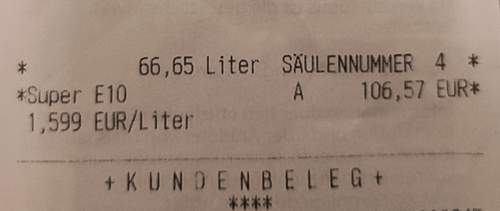 * 66,65 Liter SÄULENNUMMER 4 *
*Super E10 A 106,57 EUR*
1,599 EUR/Liter
+KUNDENBELEG+
****